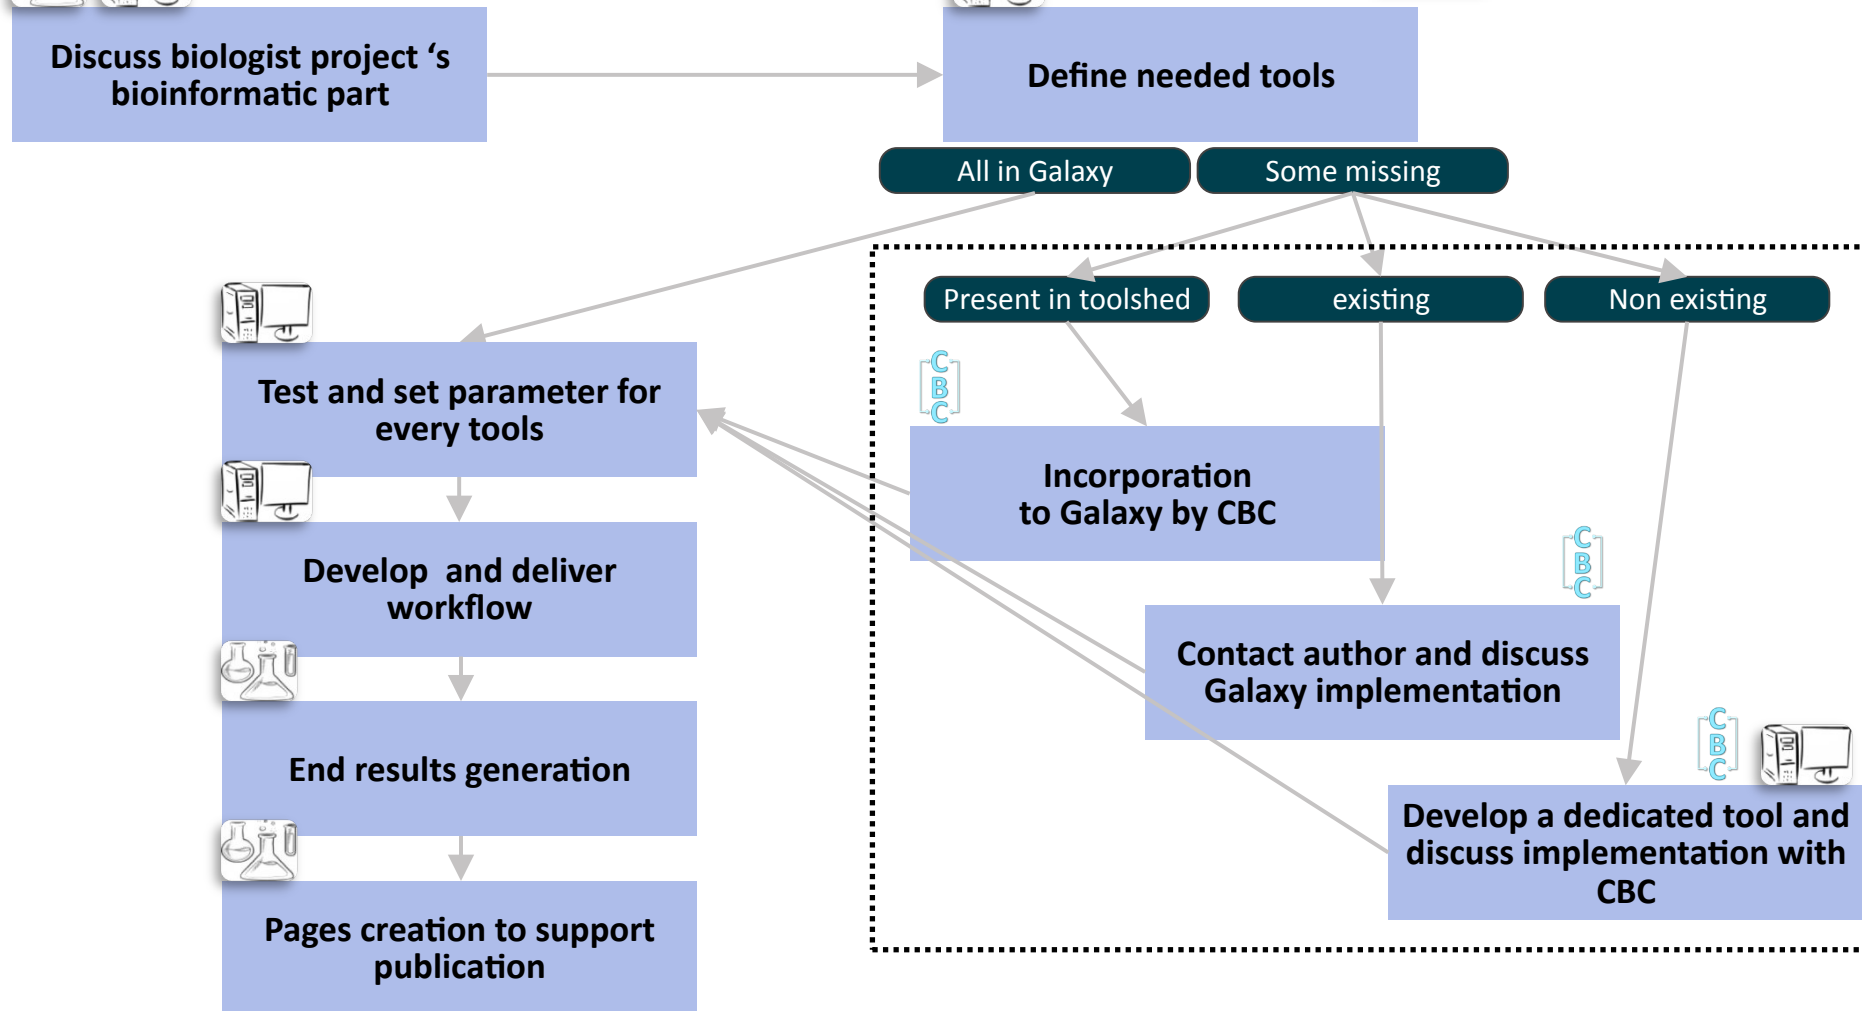 Discuss biologist project ‘s
bioinformatic part
Define needed tools
All in Galaxy
Some missing
Present in toolshed
existing
Non existing
Test and set parameter for
every tools
C
B
C
Incorporation
to Galaxy by CBC
Develop  and deliver
workflow
C
B
C
Contact author and discuss
Galaxy implementation
End results generation
C
B
C
Develop a dedicated tool and
discuss implementation with
CBC
Pages creation to support
publication